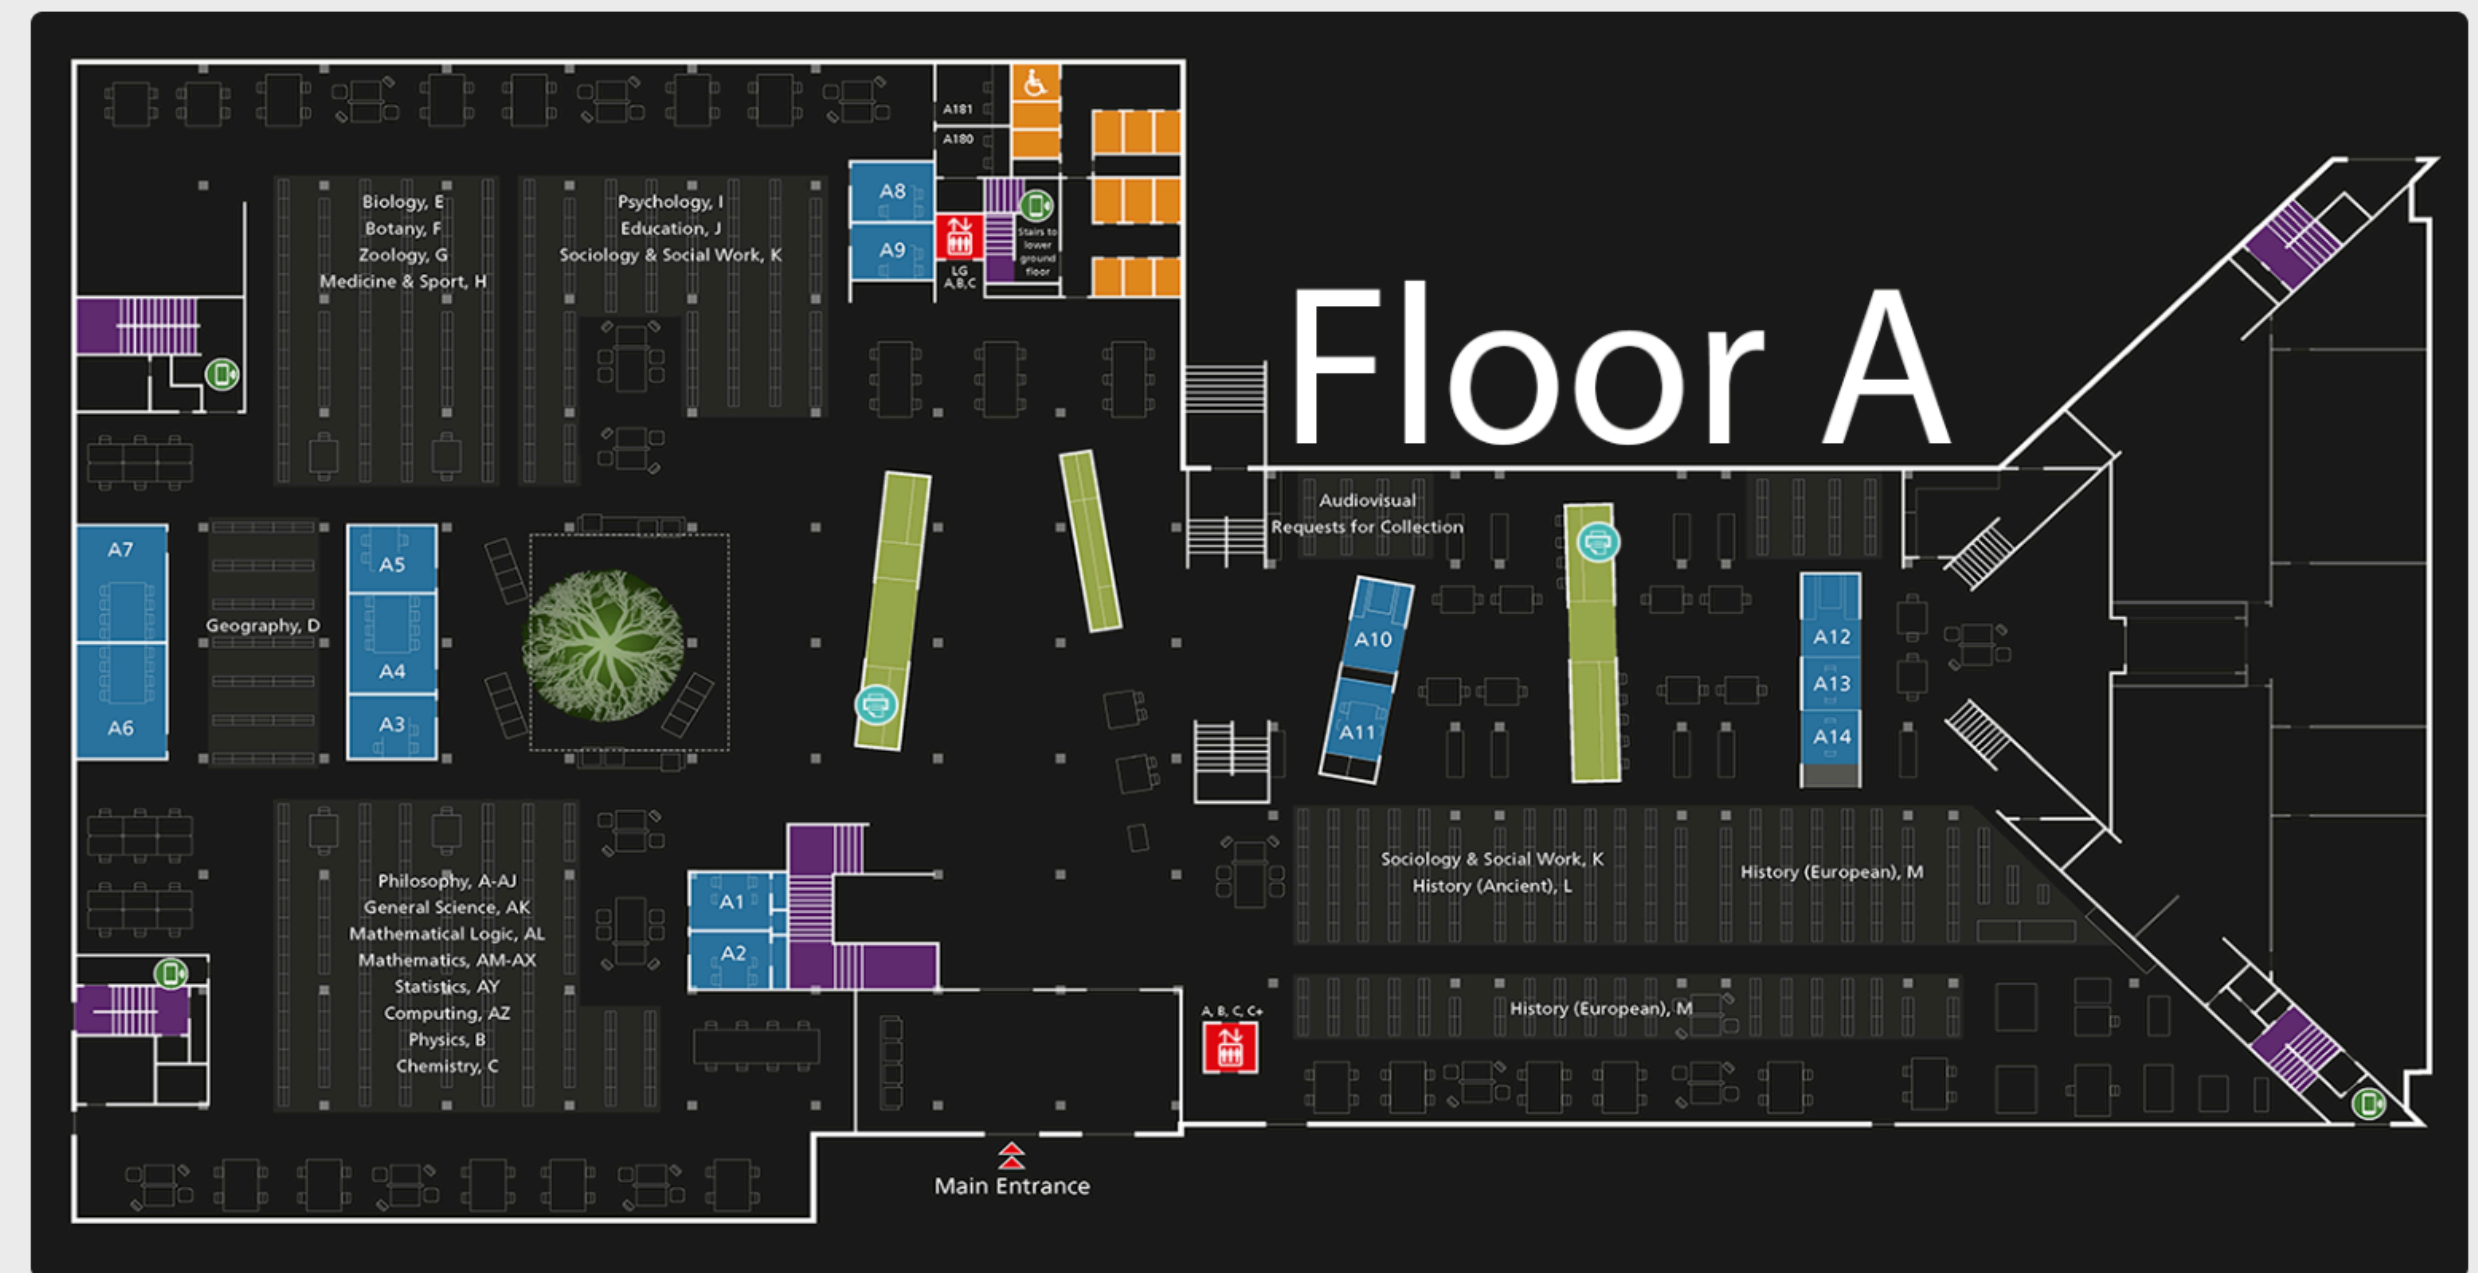 Floor A
A181
A180
Biology, E
Botany, F
Zoology, G
Medicine & Sport, H
Psychology, I
Education, J
Sociology & Social Work, K
A8
A9
LG
A,B,C
Stairs to
lower
ground
floor
Audiovisual
Requests for Collection
A7
A6
Geography, D
A5
A4
A3
A10
A11
A12
A13
A14
Philosophy, A-AJ
General Science, AK
Mathematical Logic, AL
Mathematics, AM-AX
Statistics, AY
Computing, AZ
Physics, B
Chemistry, C
A1
A2
Sociology & Social Work, K
History (Ancient), L
History (European), M
A, B, C, C+
History (European), M
Main Entrance